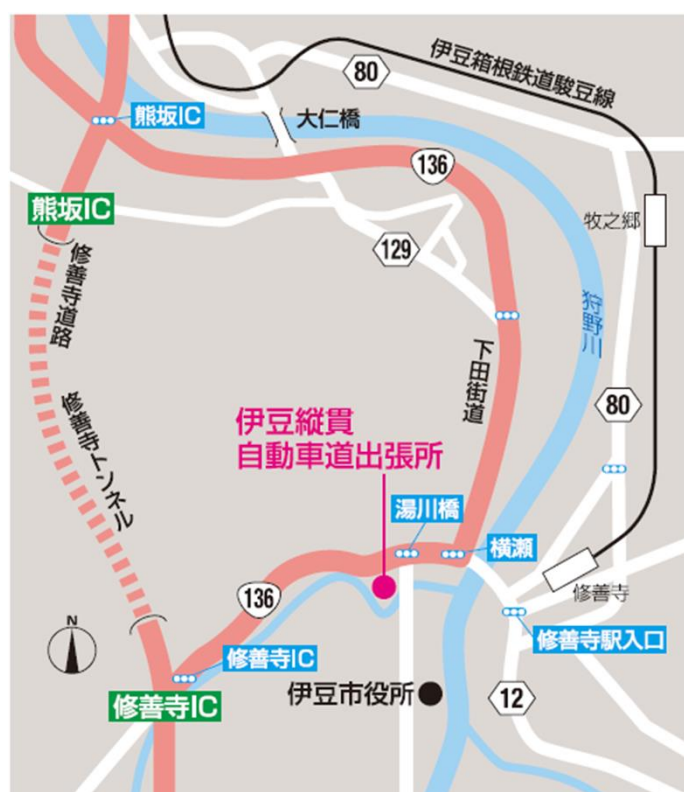 80
伊豆箱根鉄道駿豆線
熊坂IC
大仁橋
136
熊坂IC
牧之郷
129
修善寺道路
狩野川
下田街道
80
修善寺トンネル
伊豆縦貫
自動車道出張所
湯川橋
横瀬
136
修善寺
N
修善寺駅入口
修善寺IC
伊豆市役所
12
修善寺IC